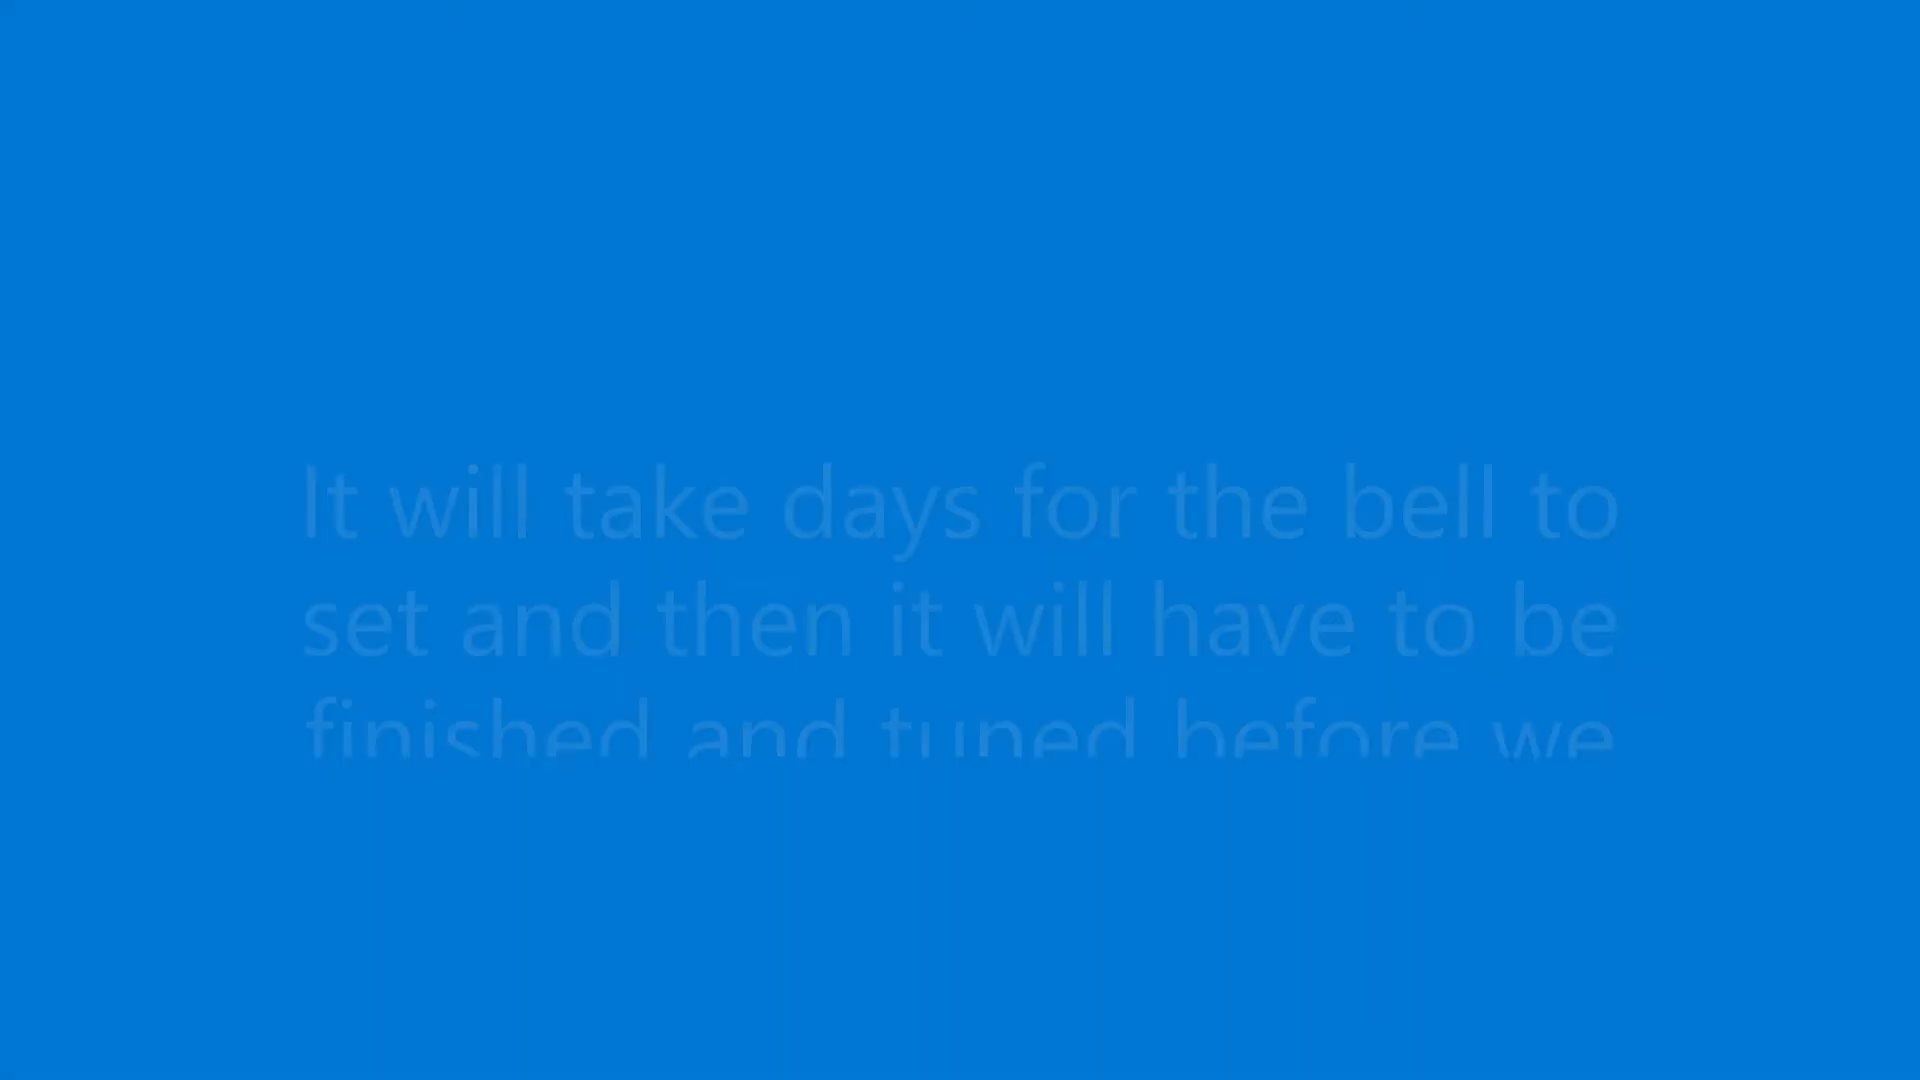 It will take days for the bell to
set and then it will have to be
finished and tuned before we